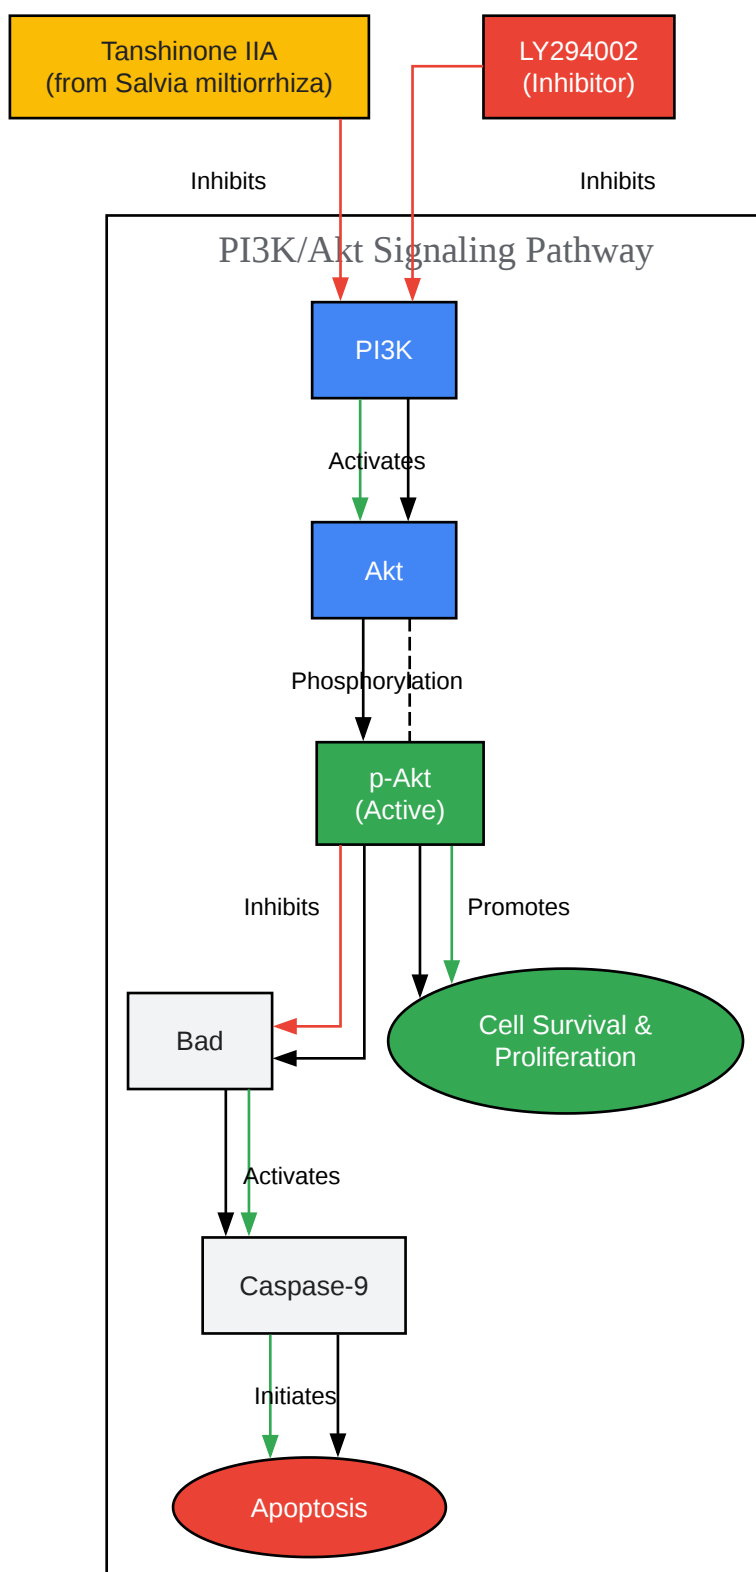 Tanshinone IIA
(from Salvia miltiorrhiza)
LY294002
(Inhibitor)
Inhibits
Inhibits
PI3K/Akt Signaling Pathway
PI3K
Activates
Akt
Phosphorylation
p-Akt
(Active)
Inhibits
Promotes
Bad
Cell Survival &
Proliferation
Activates
Caspase-9
Initiates
Apoptosis